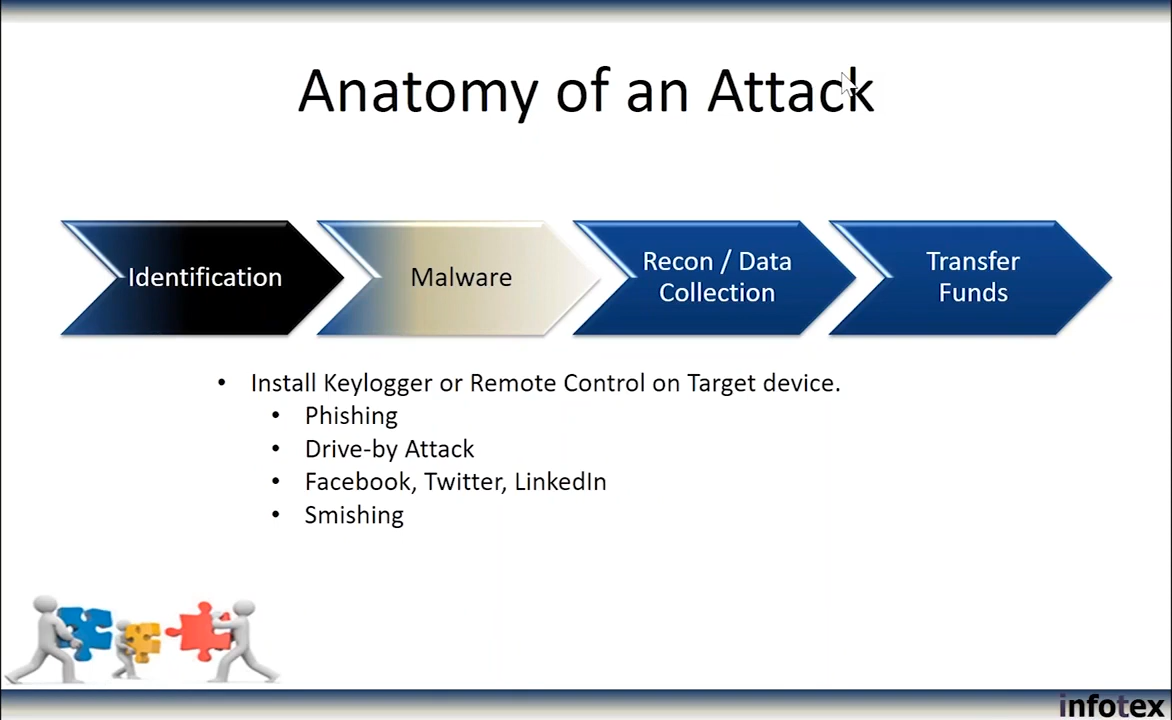 Anatomy of an Attack
Identification
Malware
Recon / Data
Collection
Transfer
Funds
• Install Keylogger or Remote Control on Target device.
• Phishing
• Drive-by Attack
• Facebook, Twitter, LinkedIn
• Smishing
infotex